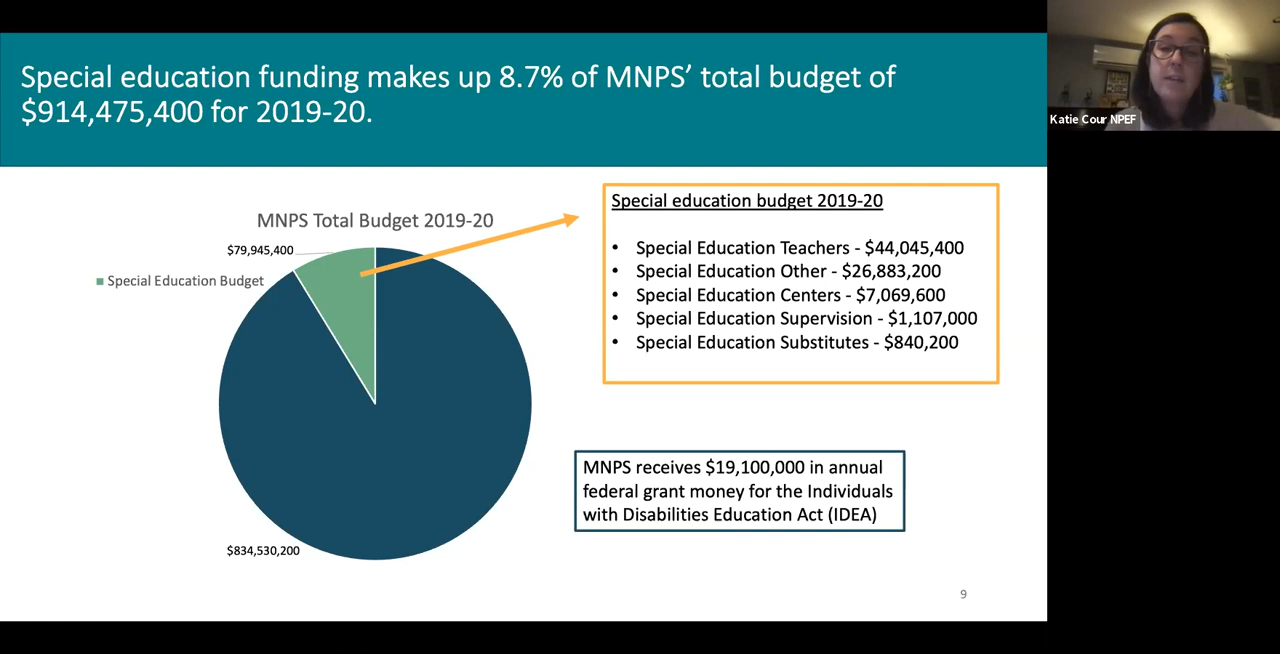 Special education funding makes up 8.7% of MNPS’ total budget of
$914,475,400 for 2019-20.
Katie Cour NPEF
MNPS Total Budget 2019-20
$79,945,400
Special Education Budget
$834,530,200
Special education budget 2019-20
• Special Education Teachers - $44,045,400
• Special Education Other - $26,883,200
• Special Education Centers - $7,069,600
• Special Education Supervision - $1,107,000
• Special Education Substitutes - $840,200
MNPS receives $19,100,000 in annual
federal grant money for the Individuals
with Disabilities Education Act (IDEA)
9